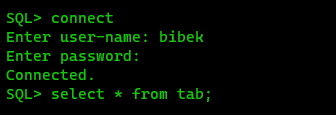 SQL> connect
Enter user-name: bibek
Enter password:
Connected.
SQL> select * from tab;